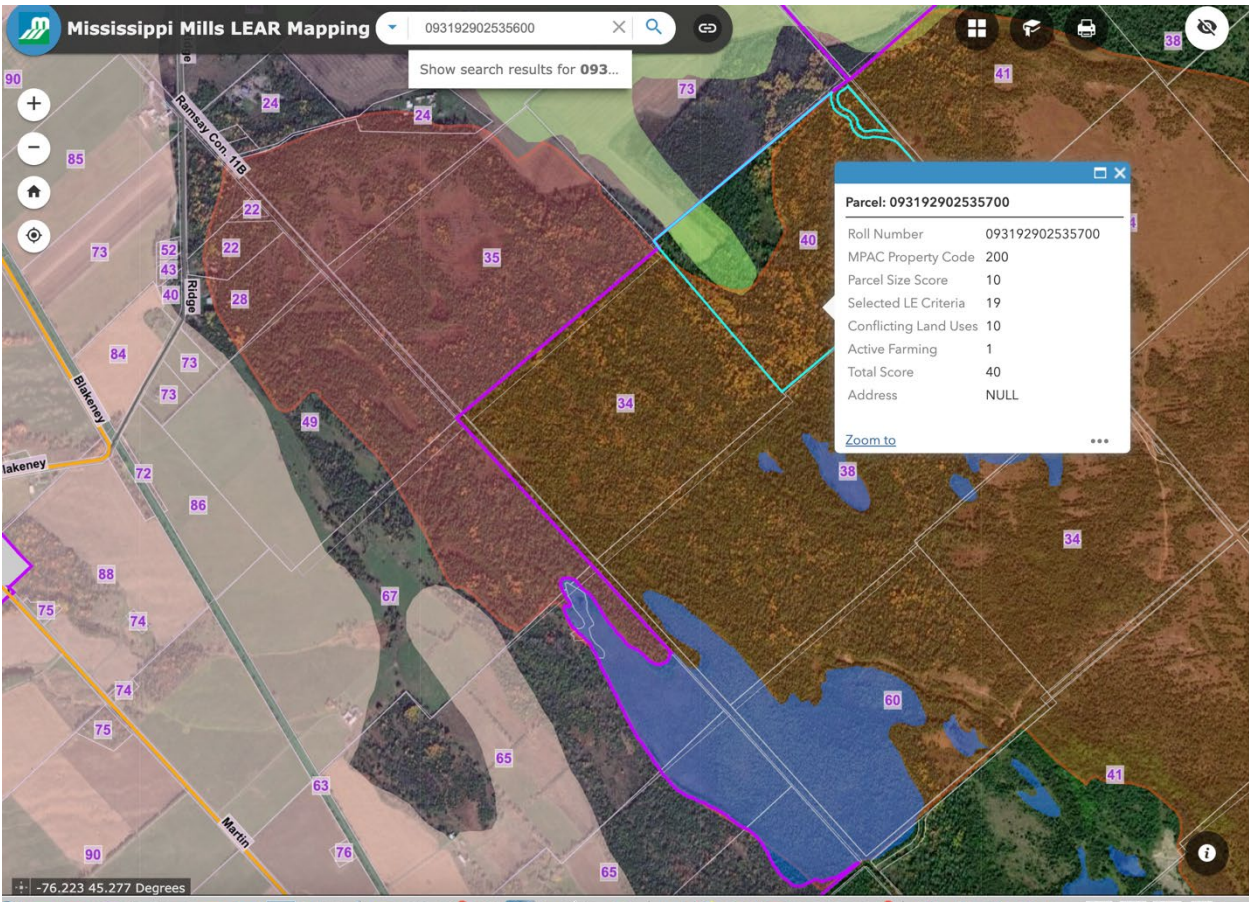 Mississippi Mills LEAR Mapping
093192902535600
Show search results for 093...
90
38
41
73
24
24
Ramsay Con. 11B
85
22
Parcel: 093192902535700
Roll Number 093192902535700
MPAC Property Code 200
Parcel Size Score 10
Selected LE Criteria 19
Conflicting Land Uses 10
Active Farming 1
Total Score 40
Address NULL
Zoom to
40
73
52
22
35
43
40
Ridge
28
84
73
73
Blakeney
34
49
lakeney
72
38
86
34
88
67
75
74
74
60
75
65
63
41
Martin
76
90
65
-76.223 45.277 Degrees